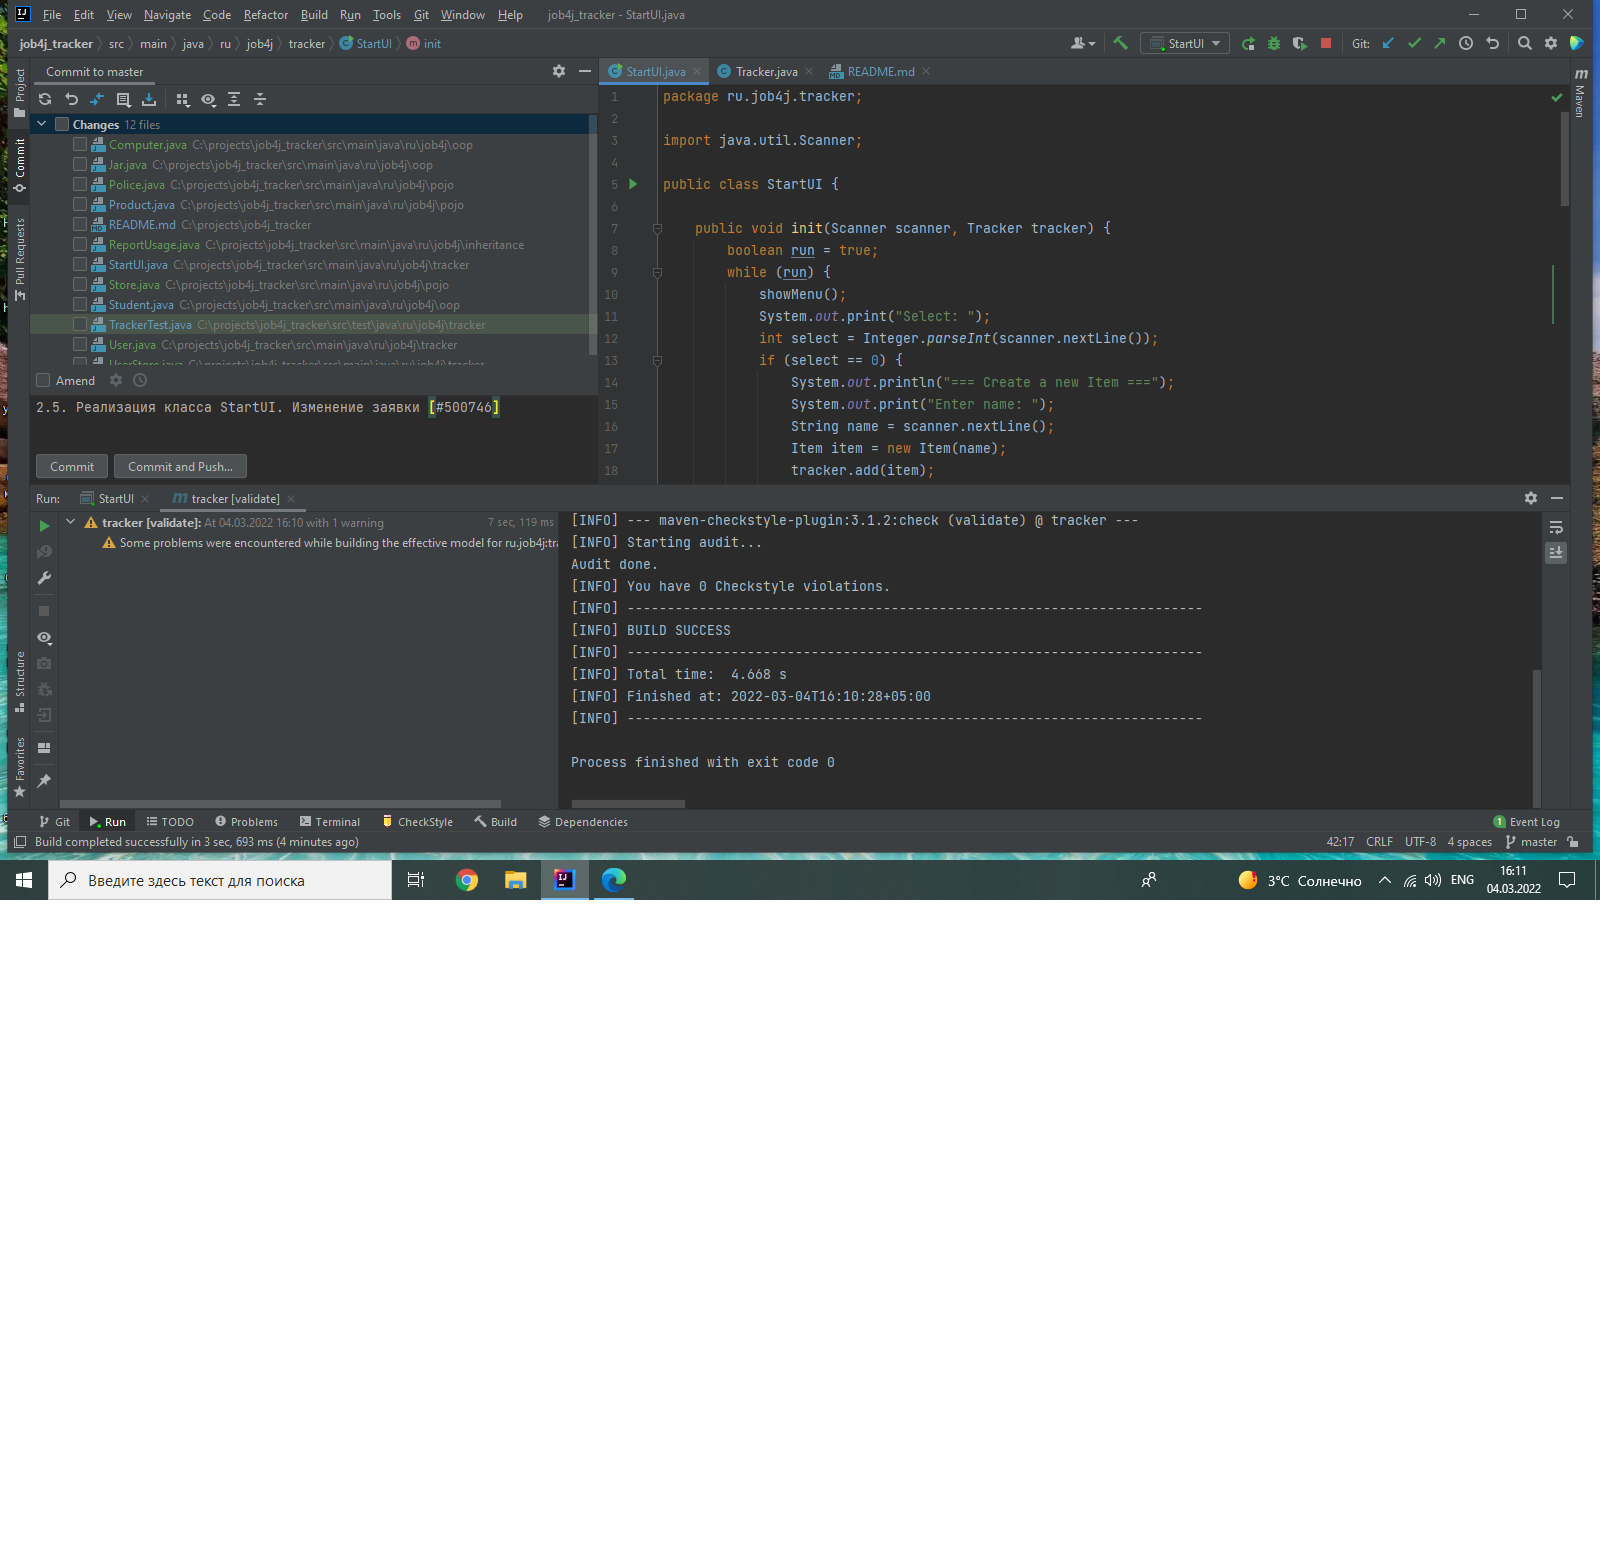 File Edit View Navigate Code Refactor Build Run Tools Git Window Help job4j_tracker - StartUI.java
job4j_tracker src main java ru job4j tracker StartUI init
StartUI Git:
Project
Commit
Pull Requests
Structure
Favorites
Commit to master
Changes 12 files
Computer.java C:\projects\job4j_tracker\src\main\java\ru\job4j\oop
Jar.java C:\projects\job4j_tracker\src\main\java\ru\job4j\oop
Police.java C:\projects\job4j_tracker\src\main\java\ru\job4j\pojo
Product.java C:\projects\job4j_tracker\src\main\java\ru\job4j\pojo
README.md C:\projects\job4j_tracker
ReportUsage.java C:\projects\job4j_tracker\src\main\java\ru\job4j\inheritance
StartUI.java C:\projects\job4j_tracker\src\main\java\ru\job4j\tracker
Store.java C:\projects\job4j_tracker\src\main\java\ru\job4j\pojo
Student.java C:\projects\job4j_tracker\src\main\java\ru\job4j\oop
TrackerTest.java C:\projects\job4j_tracker\src\test\java\ru\job4j\tracker
User.java C:\projects\job4j_tracker\src\main\java\ru\job4j\tracker
UserStore.java C:\projects\job4j_tracker\src\main\java\ru\job4j\tracker
Amend
2.5. Реализация класса StartUI. Изменение заявки [#500746]
Commit Commit and Push...
StartUI.java Tracker.java README.md
1 package ru.job4j.tracker;
2
3 import java.util.Scanner;
4
5 public class StartUI {
6
7 public void init(Scanner scanner, Tracker tracker) {
8 boolean run = true;
9 while (run) {
10 showMenu();
11 System.out.print("Select: ");
12 int select = Integer.parseInt(scanner.nextLine());
13 if (select == 0) {
14 System.out.println("=== Create a new Item ===");
15 System.out.print("Enter name: ");
16 String name = scanner.nextLine();
17 Item item = new Item(name);
18 tracker.add(item);
m Maven
Run: StartUI m tracker [validate]
tracker [validate]: At 04.03.2022 16:10 with 1 warning 7 sec, 119 ms
Some problems were encountered while building the effective model for ru.job4j:tra
[INFO] --- maven-checkstyle-plugin:3.1.2:check (validate) @ tracker ---
[INFO] Starting audit...
Audit done.
[INFO] You have 0 Checkstyle violations.
[INFO] ------------------------------------------------------------------------
[INFO] BUILD SUCCESS
[INFO] ------------------------------------------------------------------------
[INFO] Total time:  4.668 s
[INFO] Finished at: 2022-03-04T16:10:28+05:00
[INFO] ------------------------------------------------------------------------
Process finished with exit code 0
Git Run TODO Problems Terminal CheckStyle Build Dependencies 1 Event Log
Build completed successfully in 3 sec, 693 ms (4 minutes ago) 42:17 CRLF UTF-8 4 spaces master
Введите здесь текст для поиска
3°C Солнечно ENG 16:11
04.03.2022